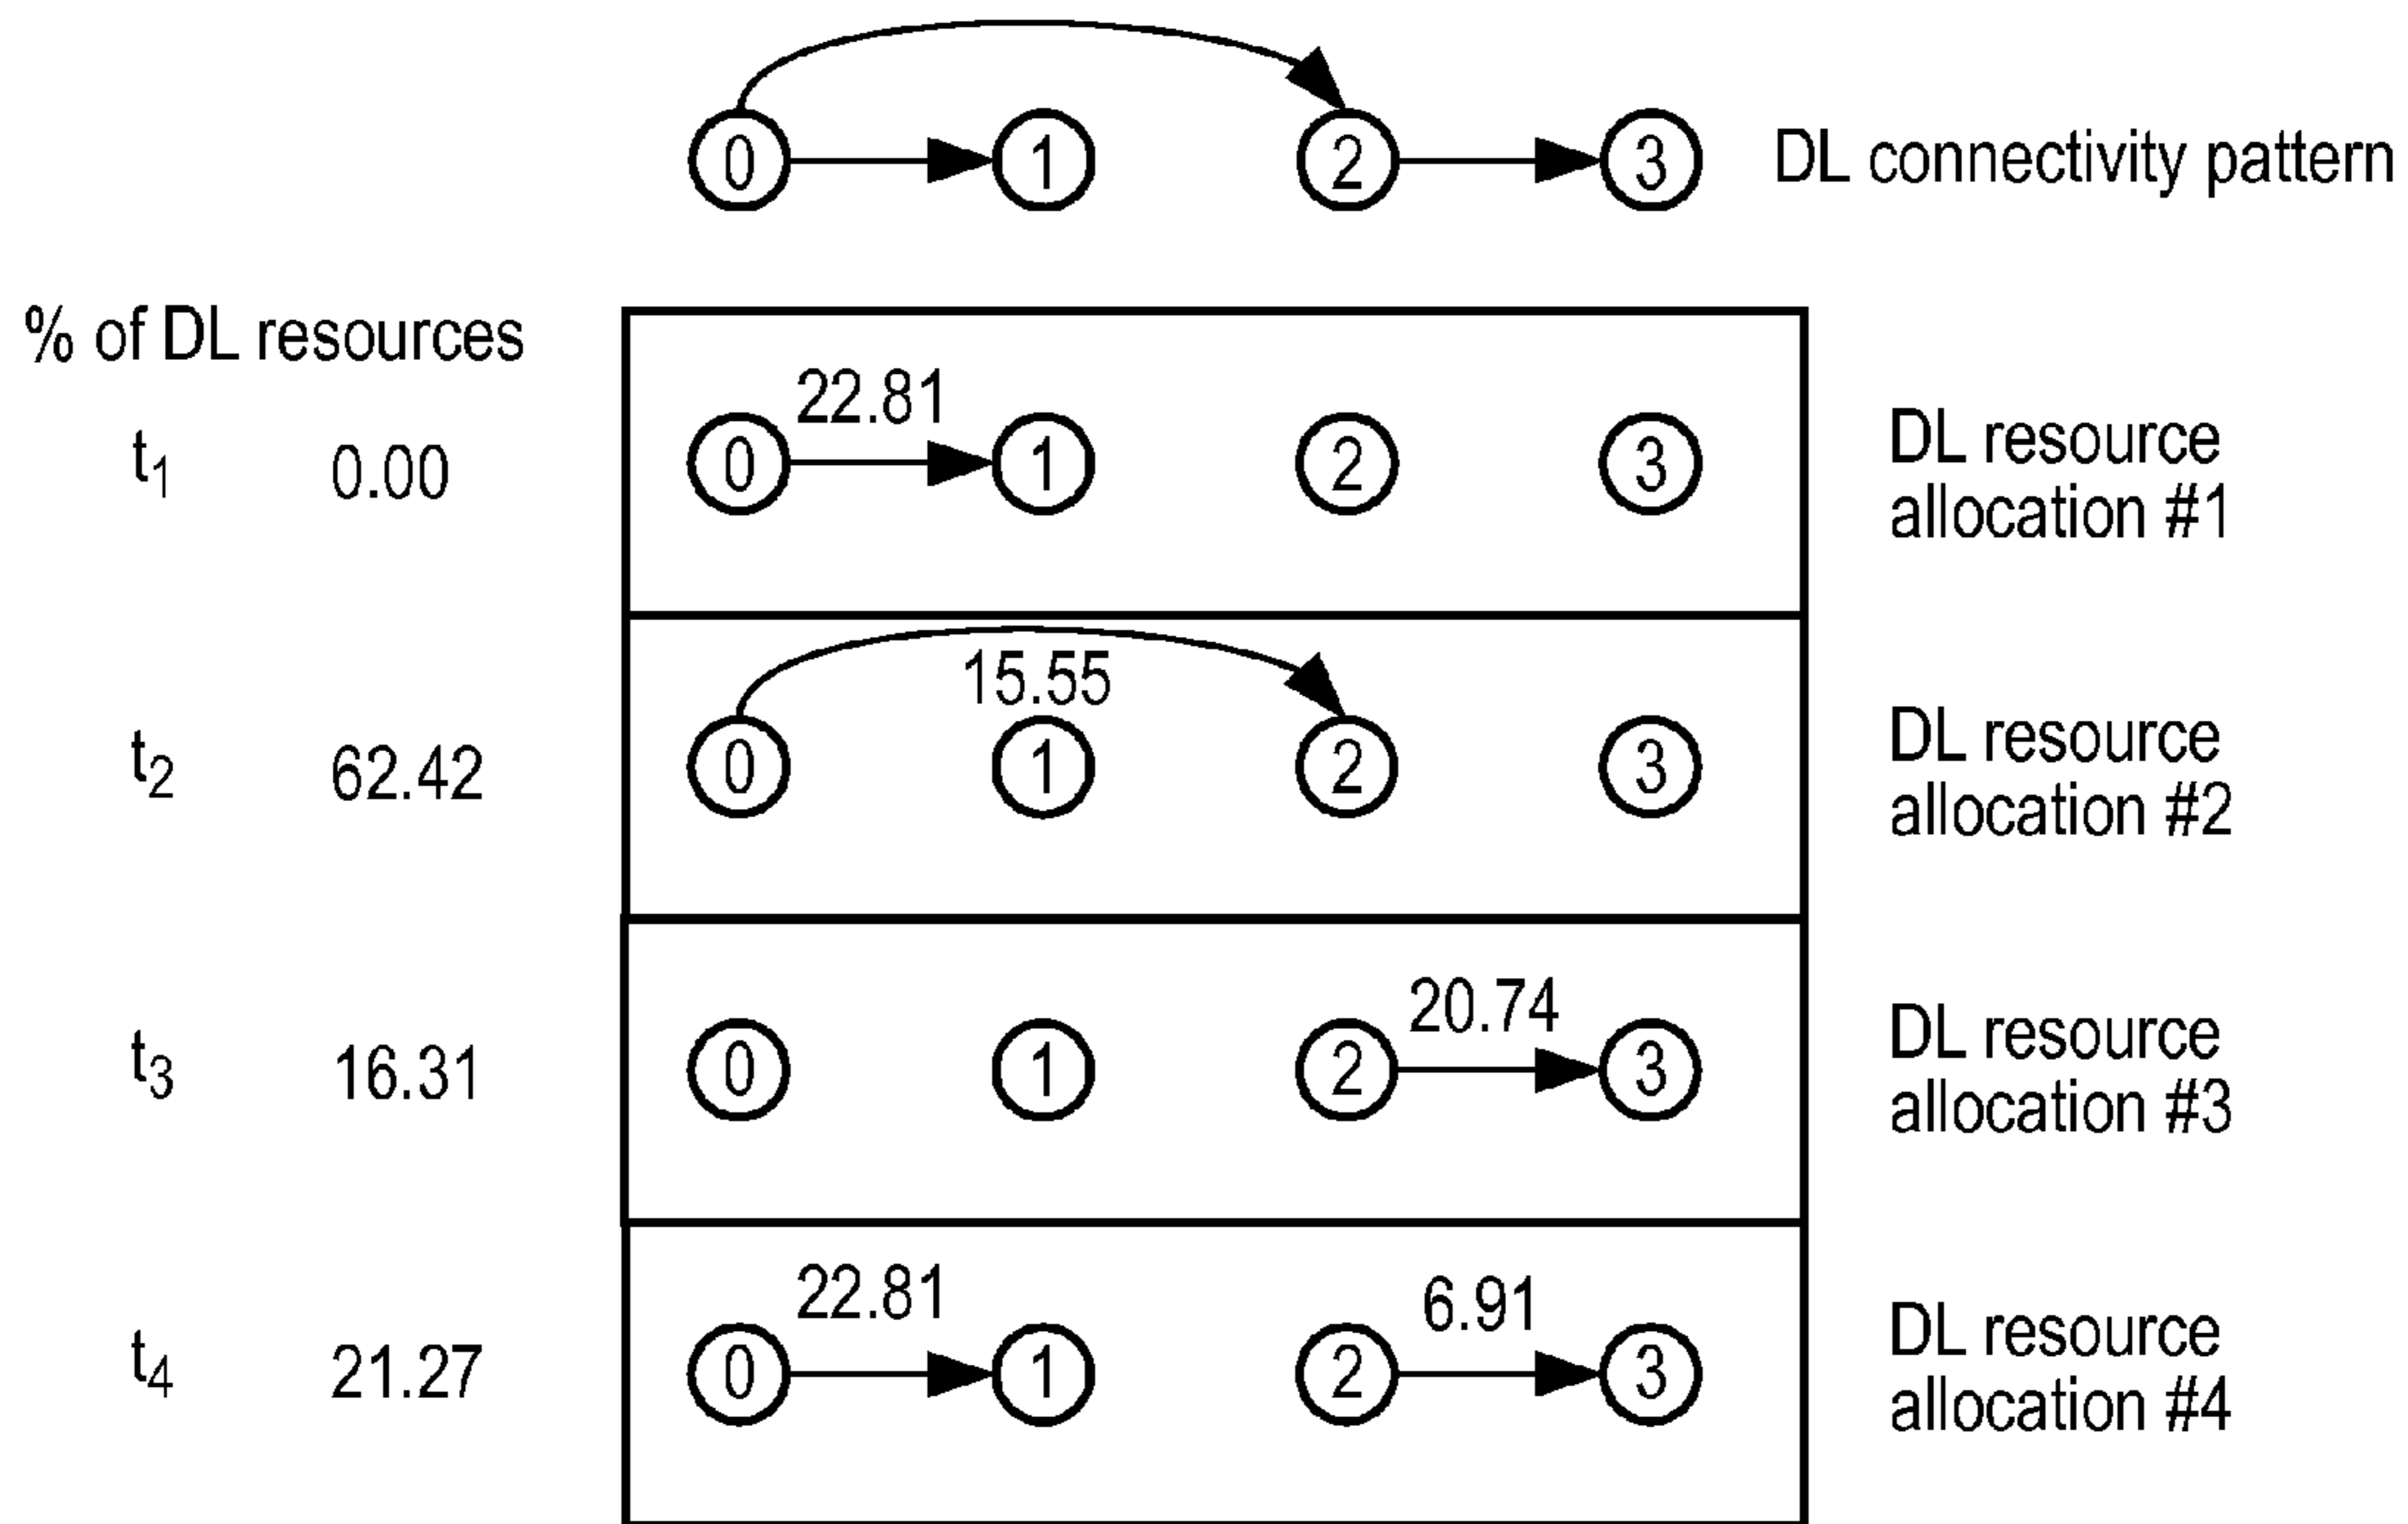 0 1 2 3 DL connectivity pattern
% of DL resources
22.81
t1 0.00 0 1 2 3 DL resource
allocation #1
15.55
t2 62.42 0 1 2 3 DL resource
allocation #2
20.74
t3 16.31 0 1 2 3 DL resource
allocation #3
22.81 6.91
t4 21.27 0 1 2 3 DL resource
allocation #4